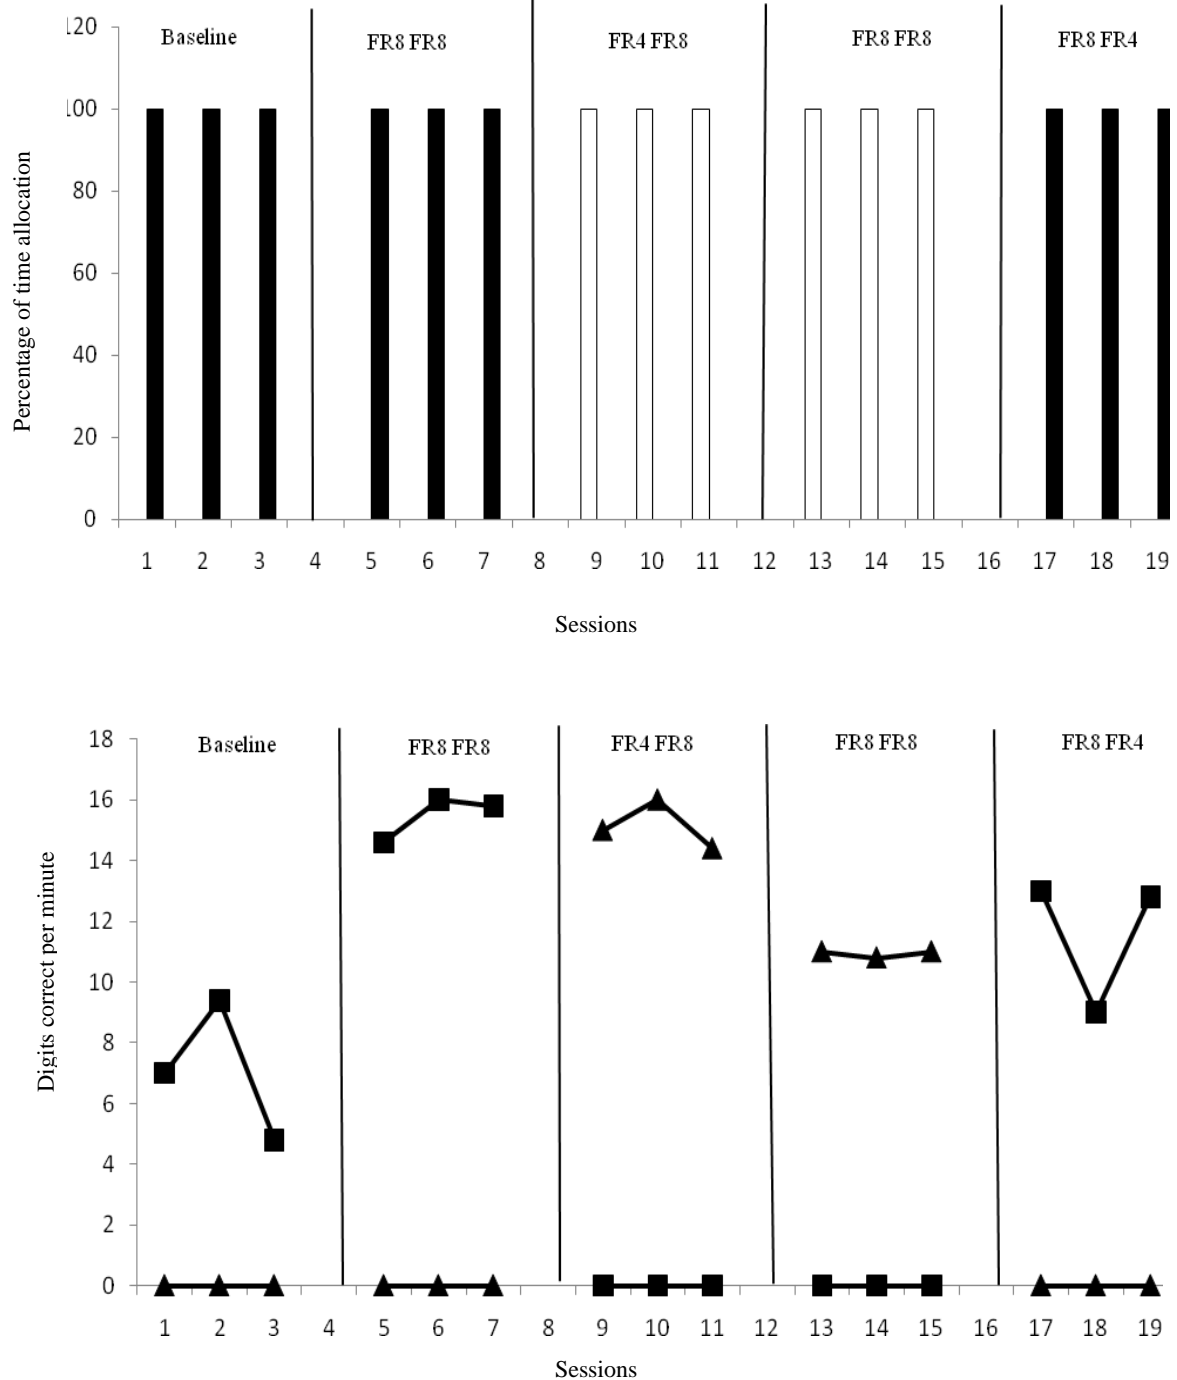 120
Baseline
FR8 FR8
FR4 FR8
FR8 FR8
FR8 FR4
100
80
60
40
20
0
Percentage of time allocation
1 2 3 4 5 6 7 8 9 10 11 12 13 14 15 16 17 18 19
Sessions
18
Baseline
FR8 FR8
FR4 FR8
FR8 FR8
FR8 FR4
16
14
12
10
8
6
4
2
0
Digits correct per minute
1 2 3 4 5 6 7 8 9 10 11 12 13 14 15 16 17 18 19
Sessions